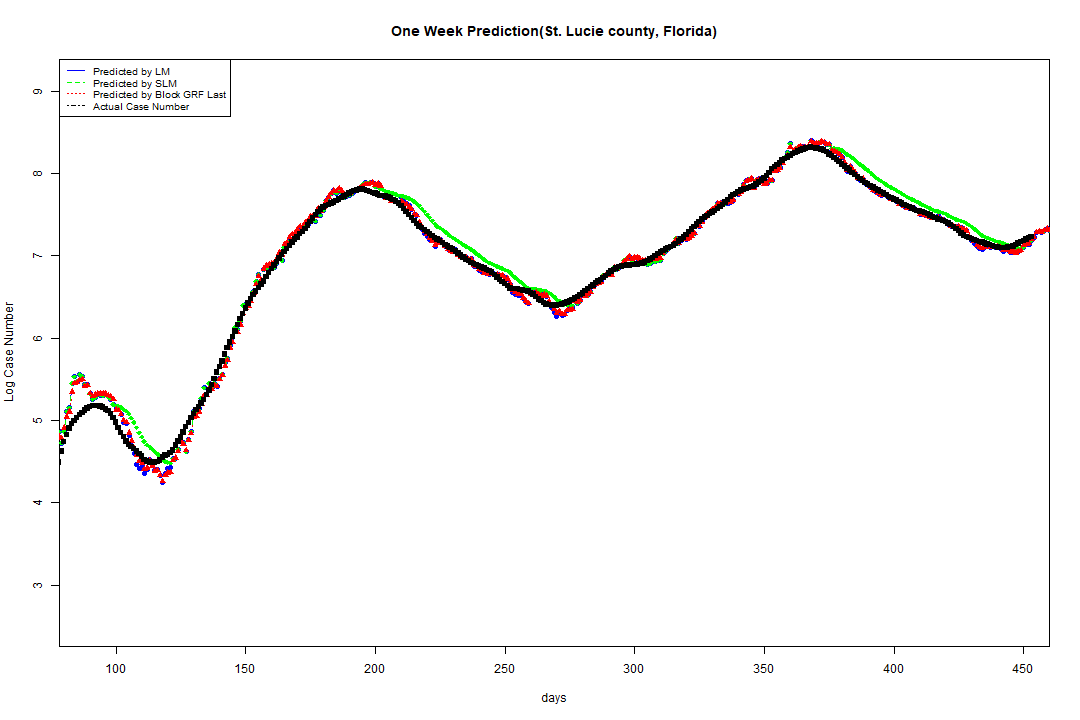 One Week Prediction(St. Lucie county, Florida)
Predicted by LM
Predicted by SLM
Predicted by Block GRF Last
Actual Case Number
9
8
7
6
5
4
3
Log Case Number
100 150 200 250 300 350 400 450
days